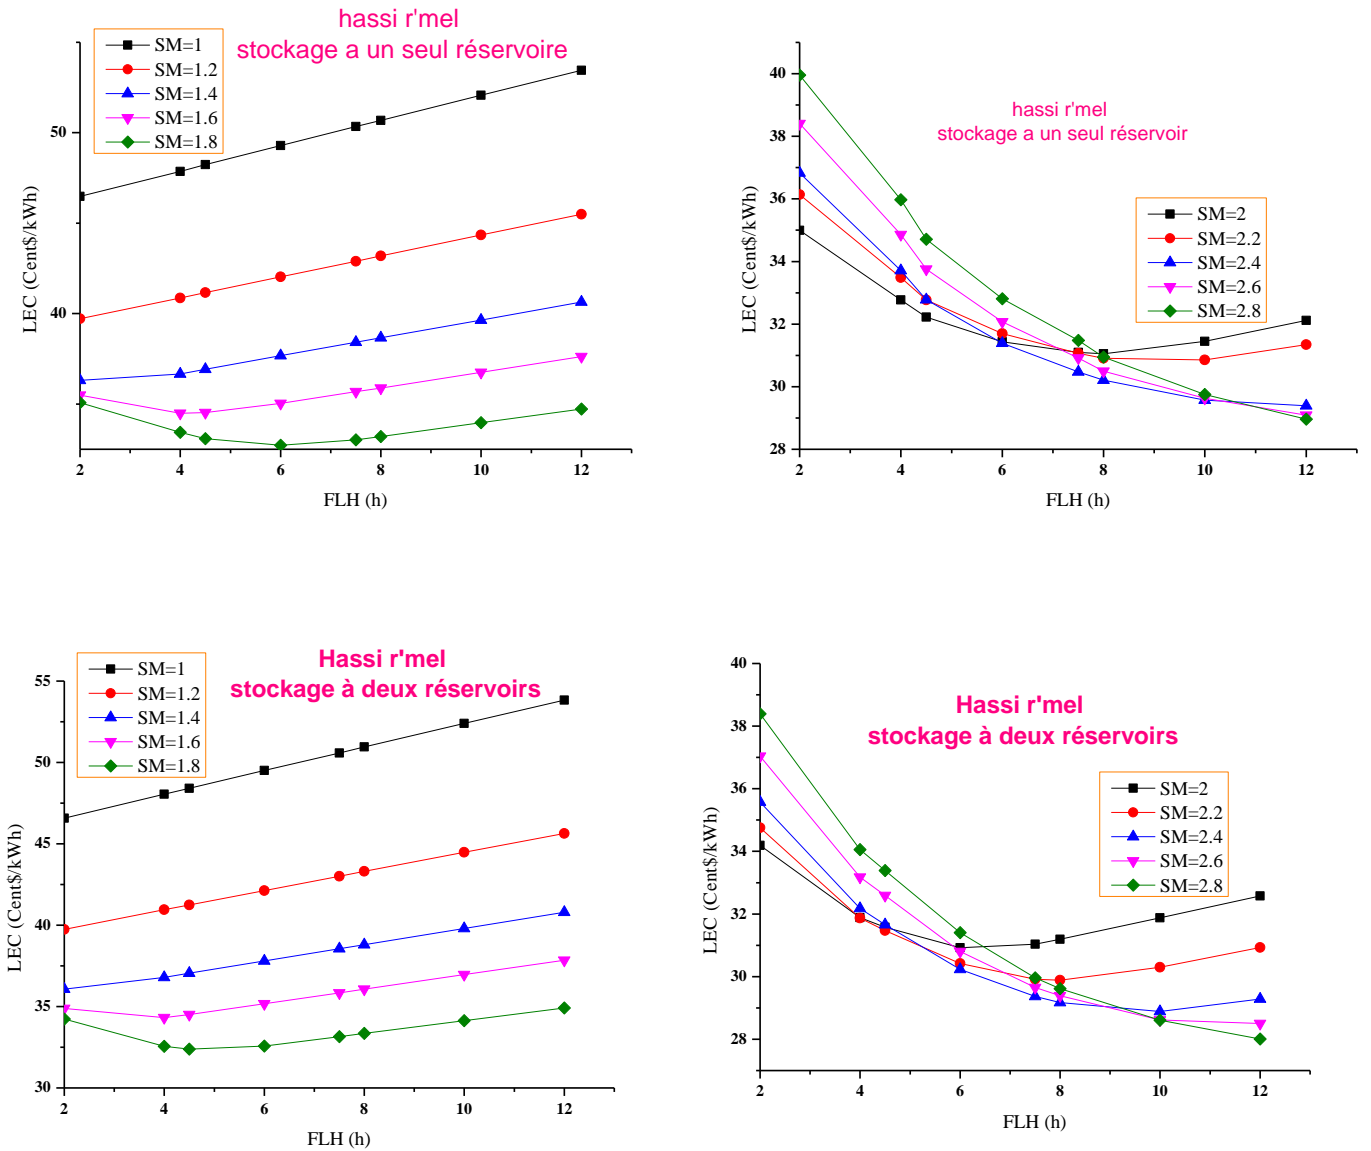 hassi r'mel
stockage a un seul réservoire
SM=1
SM=1.2
SM=1.4
SM=1.6
SM=1.8
50
40
LEC (Cent$/kWh)
2 4 6 8 10 12
FLH (h)
hassi r'mel
stockage a un seul réservoir
SM=2
SM=2.2
SM=2.4
SM=2.6
SM=2.8
40
38
36
34
32
30
28
LEC (Cent$/kWh)
2 4 6 8 10 12
FLH (h)
Hassi r'mel
stockage à deux réservoirs
SM=1
SM=1.2
SM=1.4
SM=1.6
SM=1.8
55
50
45
40
35
30
LEC (Cent$/kWh)
2 4 6 8 10 12
FLH (h)
Hassi r'mel
stockage à deux réservoirs
SM=2
SM=2.2
SM=2.4
SM=2.6
SM=2.8
40
38
36
34
32
30
28
LEC (Cent$/kWh)
2 4 6 8 10 12
FLH (h)